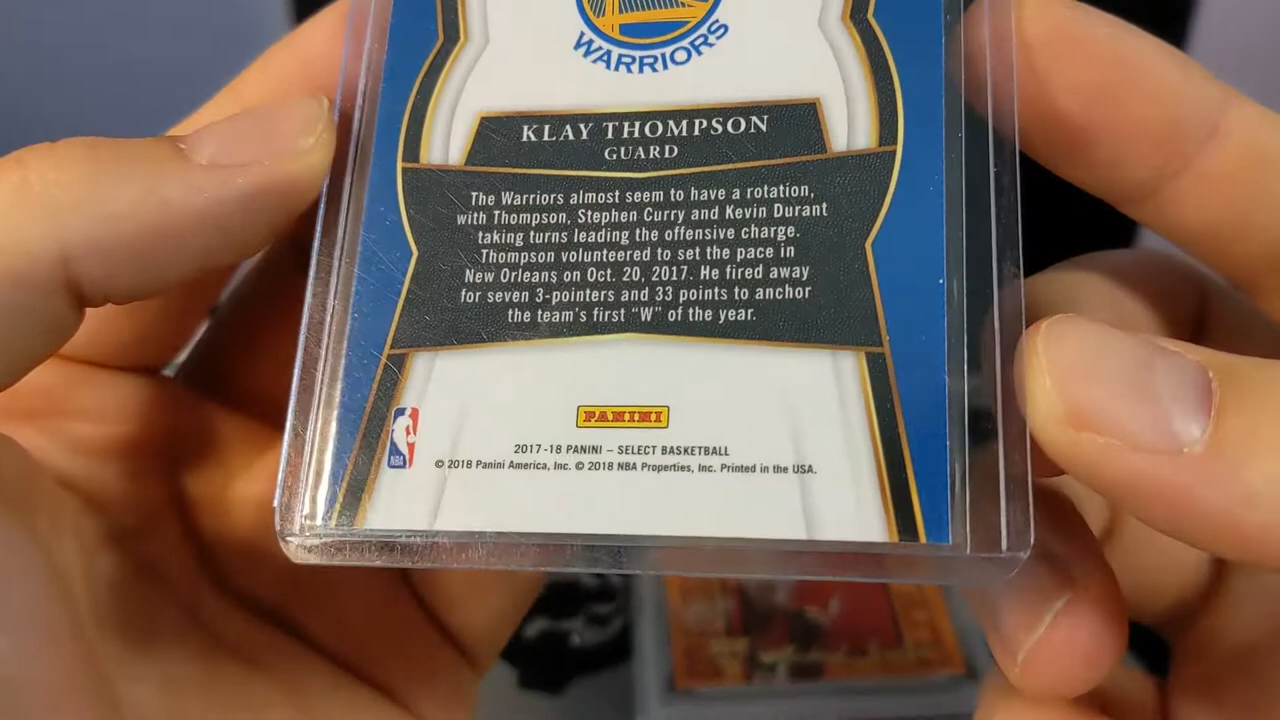 WARRIORS
KLAY THOMPSON
GUARD
The Warriors almost seem to have a rotation,
with Thompson, Stephen Curry and Kevin Durant
taking turns leading the offensive charge.
Thompson volunteered to set the pace in
New Orleans on Oct. 20, 2017. He fired away
for seven 3-pointers and 33 points to anchor
the team's first "W" of the year.
PANINI
NBA
2017-18 PANINI – SELECT BASKETBALL
© 2018 Panini America, Inc. © 2018 NBA Properties, Inc. Printed in the USA.